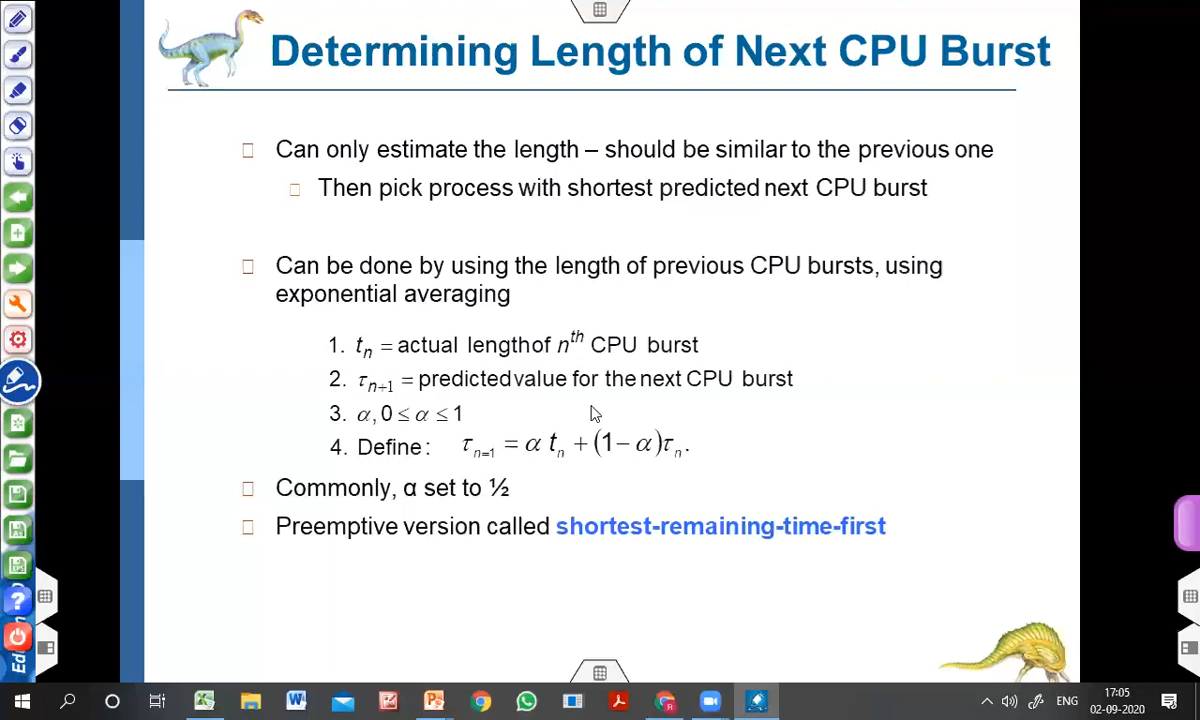 Determining Length of Next CPU Burst
Can only estimate the length – should be similar to the previous one
Then pick process with shortest predicted next CPU burst
Can be done by using the length of previous CPU bursts, using
exponential averaging
1. tₙ = actual lengthof nᵗʰ CPU burst
2. τₙ₊₁ = predictedvalue for the next CPU burst
3. α, 0 ≤ α ≤ 1
4. Define: τₙ₌₁ = α tₙ + (1− α)τₙ.
Commonly, α set to ½
Preemptive version called shortest-remaining-time-first
ENG
17:05
02-09-2020